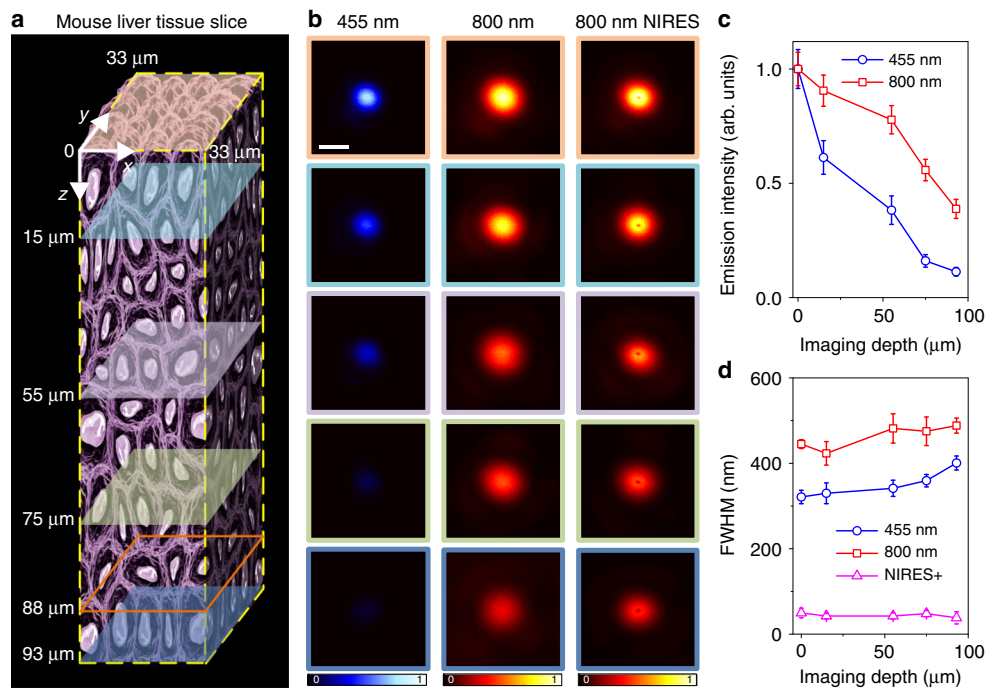 a
Mouse liver tissue slice
33 μm
y
0
x
33 μm
z
15 μm
55 μm
75 μm
88 μm
93 μm
b
455 nm
800 nm
800 nm NIRES
0 1
0 1
0 1
c
455 nm
800 nm
1.0
0.5
0.0
Emission intensity (arb. units)
0 50 100
Imaging depth (μm)
d
600
400
200
0
FWHM (nm)
455 nm
800 nm
NIRES+
0 50 100
Imaging depth (μm)